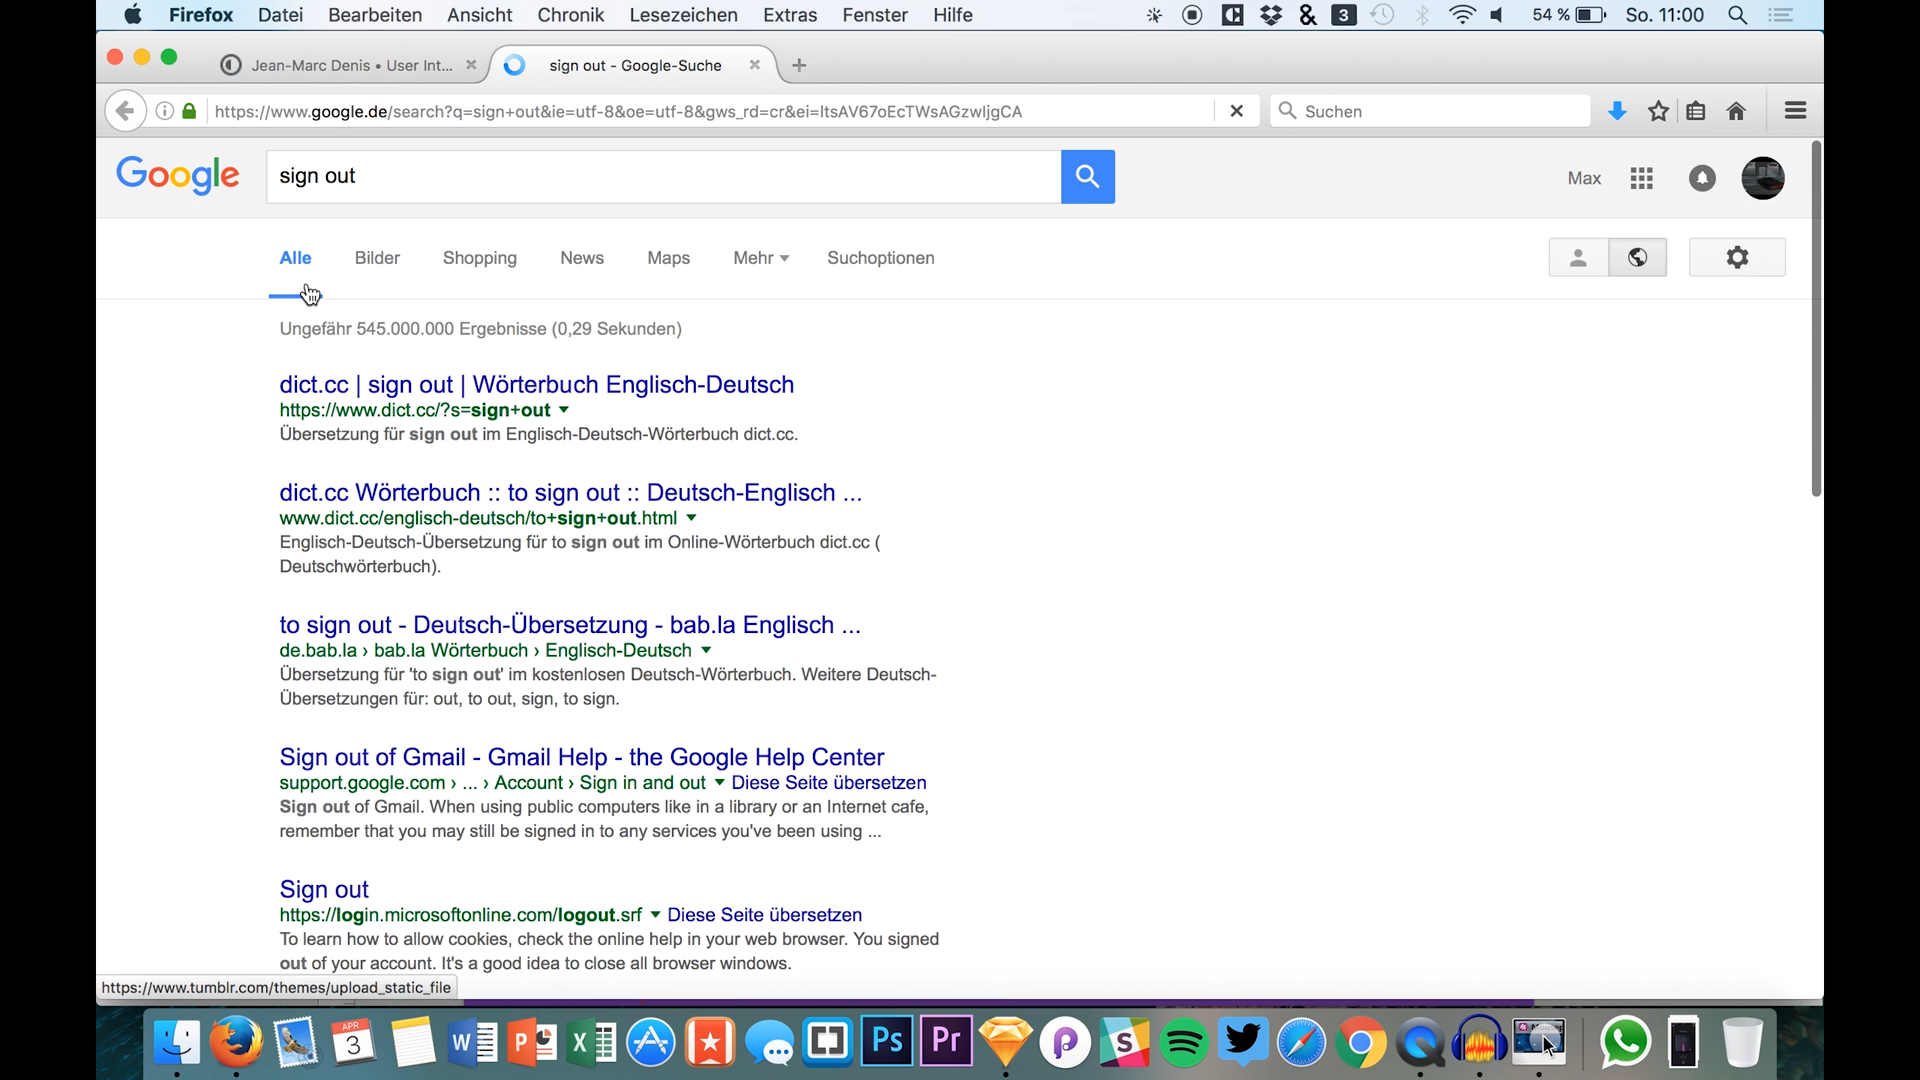 Firefox Datei Bearbeiten Ansicht Chronik Lesezeichen Extras Fenster Hilfe 3 54 % So. 11:00
Jean-Marc Denis • User Int... sign out - Google-Suche
https://www.google.de/search?q=sign+out&ie=utf-8&oe=utf-8&gws_rd=cr&ei=ItsAV67oEcTWsAGzwIjgCA Suchen
Google sign out Max
Alle Bilder Shopping News Maps Mehr Suchoptionen
Ungefähr 545.000.000 Ergebnisse (0,29 Sekunden)
dict.cc | sign out | Wörterbuch Englisch-Deutsch
https://www.dict.cc/?s=sign+out
Übersetzung für sign out im Englisch-Deutsch-Wörterbuch dict.cc.
dict.cc Wörterbuch :: to sign out :: Deutsch-Englisch ...
www.dict.cc/englisch-deutsch/to+sign+out.html
Englisch-Deutsch-Übersetzung für to sign out im Online-Wörterbuch dict.cc (
Deutschwörterbuch).
to sign out - Deutsch-Übersetzung - bab.la Englisch ...
de.bab.la › bab.la Wörterbuch › Englisch-Deutsch
Übersetzung für 'to sign out' im kostenlosen Deutsch-Wörterbuch. Weitere Deutsch-
Übersetzungen für: out, to out, sign, to sign.
Sign out of Gmail - Gmail Help - the Google Help Center
support.google.com › ... › Account › Sign in and out Diese Seite übersetzen
Sign out of Gmail. When using public computers like in a library or an Internet cafe,
remember that you may still be signed in to any services you've been using ...
Sign out
https://login.microsoftonline.com/logout.srf Diese Seite übersetzen
To learn how to allow cookies, check the online help in your web browser. You signed
out of your account. It's a good idea to close all browser windows.
https://www.tumblr.com/themes/upload_static_file
APR
3 W P X Ps Pr S